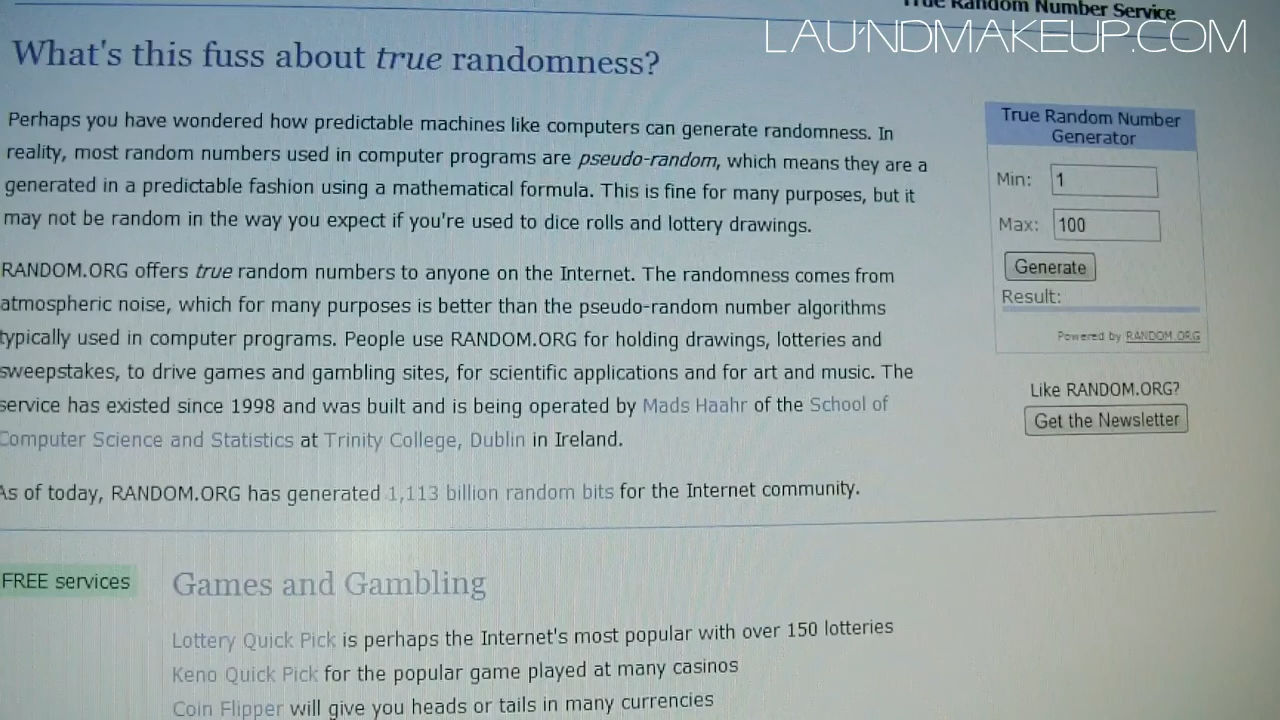 True Random Number Service
LAU'NDMAKEUP.COM
What's this fuss about true randomness?
Perhaps you have wondered how predictable machines like computers can generate randomness. In
reality, most random numbers used in computer programs are pseudo-random, which means they are a
generated in a predictable fashion using a mathematical formula. This is fine for many purposes, but it
may not be random in the way you expect if you're used to dice rolls and lottery drawings.
RANDOM.ORG offers true random numbers to anyone on the Internet. The randomness comes from
atmospheric noise, which for many purposes is better than the pseudo-random number algorithms
typically used in computer programs. People use RANDOM.ORG for holding drawings, lotteries and
sweepstakes, to drive games and gambling sites, for scientific applications and for art and music. The
service has existed since 1998 and was built and is being operated by Mads Haahr of the School of
Computer Science and Statistics at Trinity College, Dublin in Ireland.
As of today, RANDOM.ORG has generated 1,113 billion random bits for the Internet community.
True Random Number
Generator
Min: 1
Max: 100
Generate
Result:
Powered by RANDOM.ORG
Like RANDOM.ORG?
Get the Newsletter
FREE services
Games and Gambling
Lottery Quick Pick is perhaps the Internet's most popular with over 150 lotteries
Keno Quick Pick for the popular game played at many casinos
Coin Flipper will give you heads or tails in many currencies